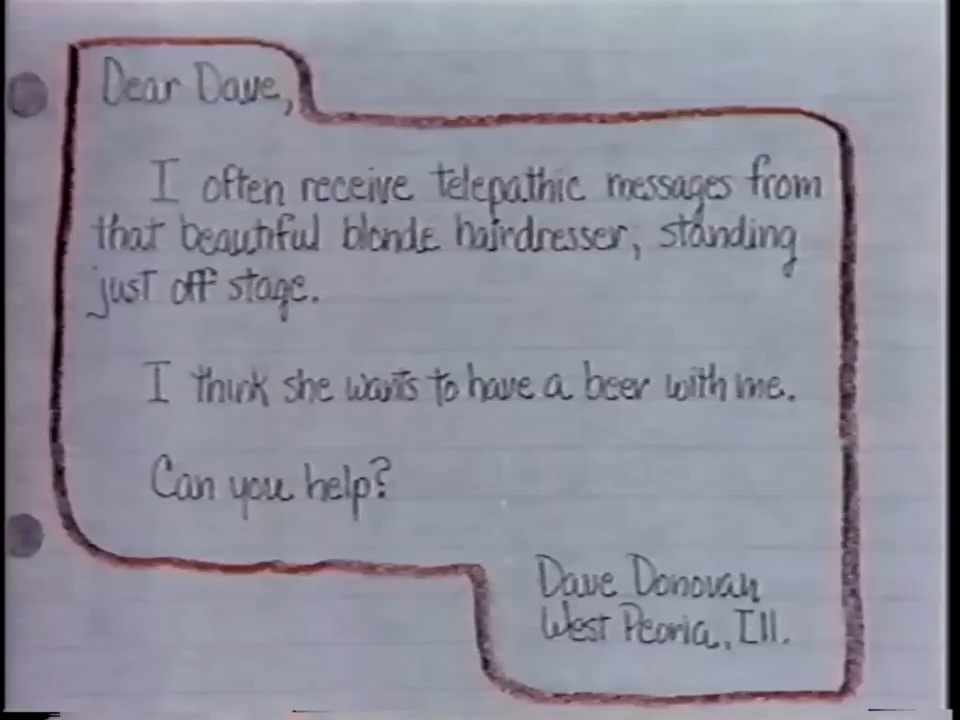 Dear Dave,
I often receive telepathic messages from
that beautiful blonde hairdresser, standing
just off stage.
I think she wants to have a beer with me.
Can you help?
Dave Donovan
West Peoria, Ill.